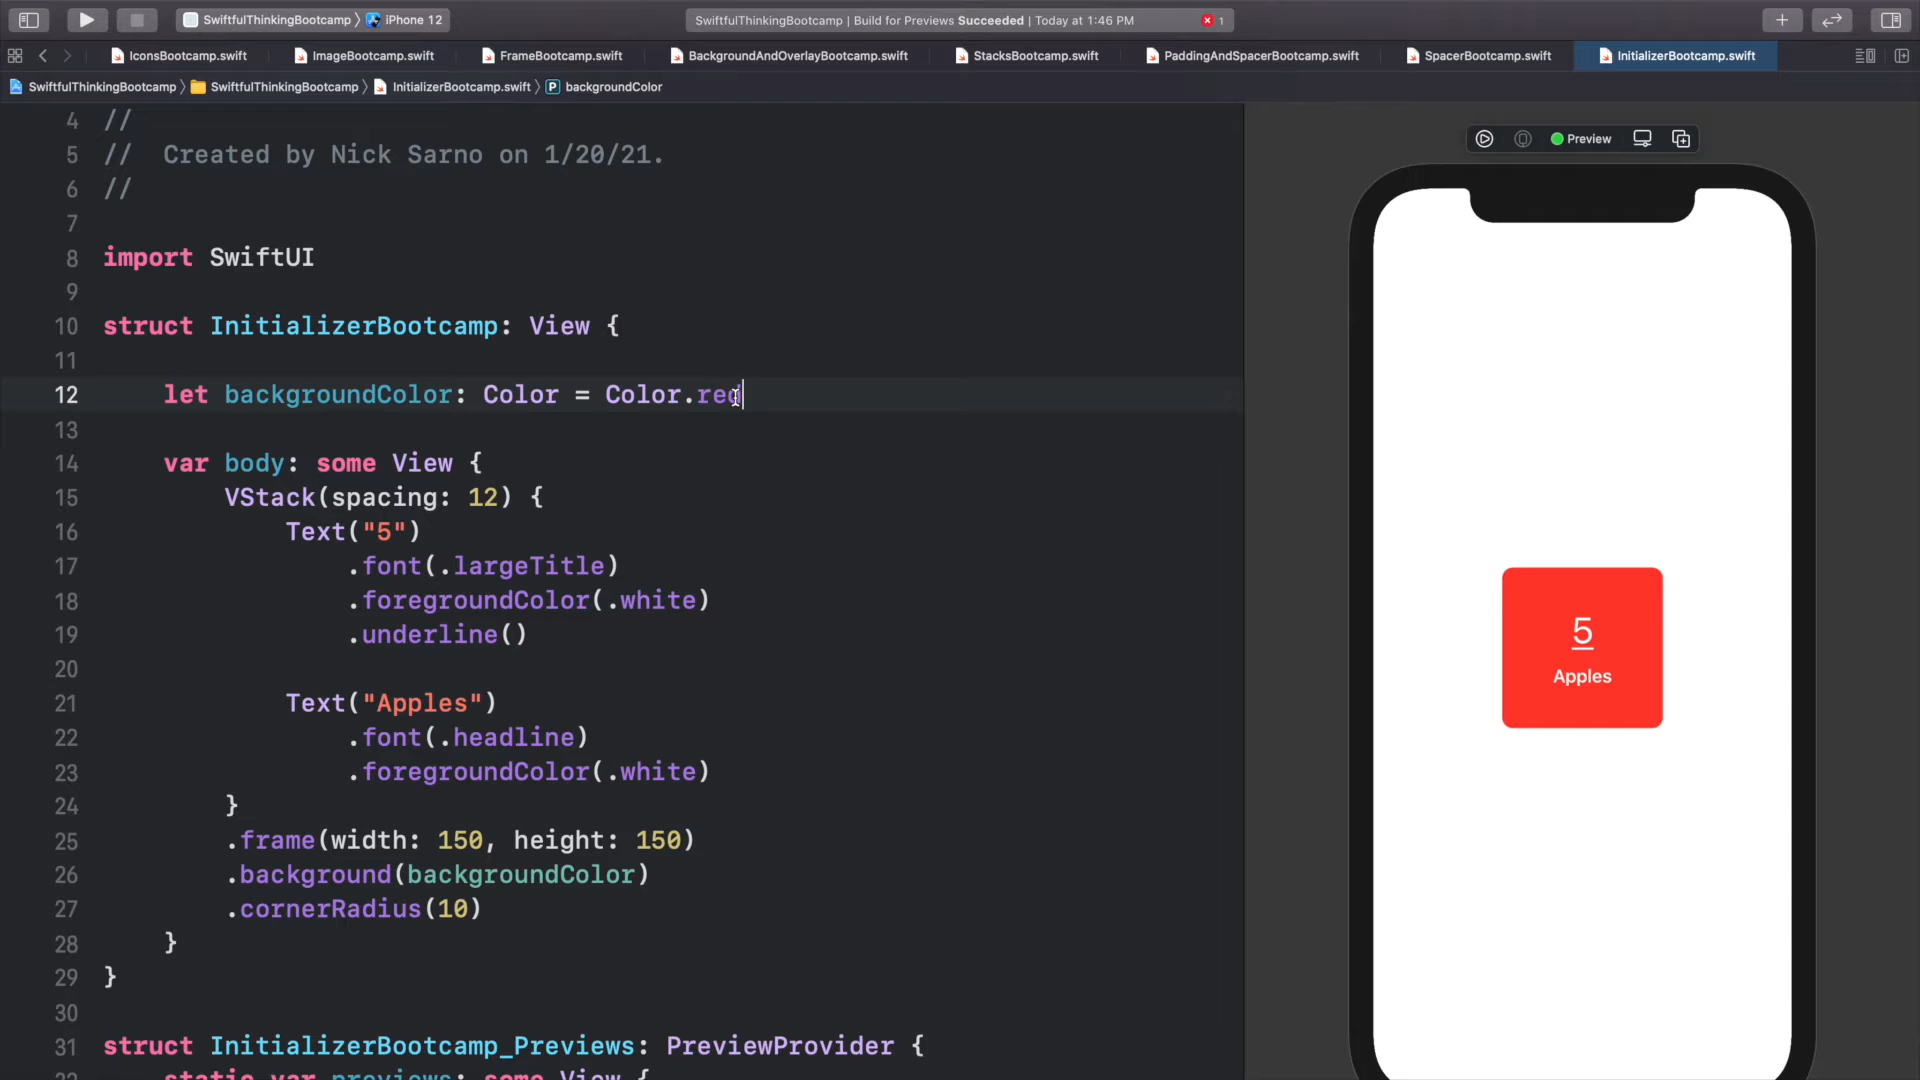 SwiftfulThinkingBootcamp 〉 iPhone 12
SwiftfulThinkingBootcamp | Build for Previews Succeeded | Today at 1:46 PM 1
IconsBootcamp.swift ImageBootcamp.swift FrameBootcamp.swift BackgroundAndOverlayBootcamp.swift StacksBootcamp.swift PaddingAndSpacerBootcamp.swift SpacerBootcamp.swift InitializerBootcamp.swift
SwiftfulThinkingBootcamp 〉 SwiftfulThinkingBootcamp 〉 InitializerBootcamp.swift 〉 P backgroundColor
4 //
5 //  Created by Nick Sarno on 1/20/21.
6 //
7
8 import SwiftUI
9
10 struct InitializerBootcamp: View {
11
12     let backgroundColor: Color = Color.red
13
14     var body: some View {
15         VStack(spacing: 12) {
16             Text("5")
17                 .font(.largeTitle)
18                 .foregroundColor(.white)
19                 .underline()
20
21             Text("Apples")
22                 .font(.headline)
23                 .foregroundColor(.white)
24         }
25         .frame(width: 150, height: 150)
26         .background(backgroundColor)
27         .cornerRadius(10)
28     }
29 }
30
31 struct InitializerBootcamp_Previews: PreviewProvider {
static var previews: some View {
Preview
5
Apples